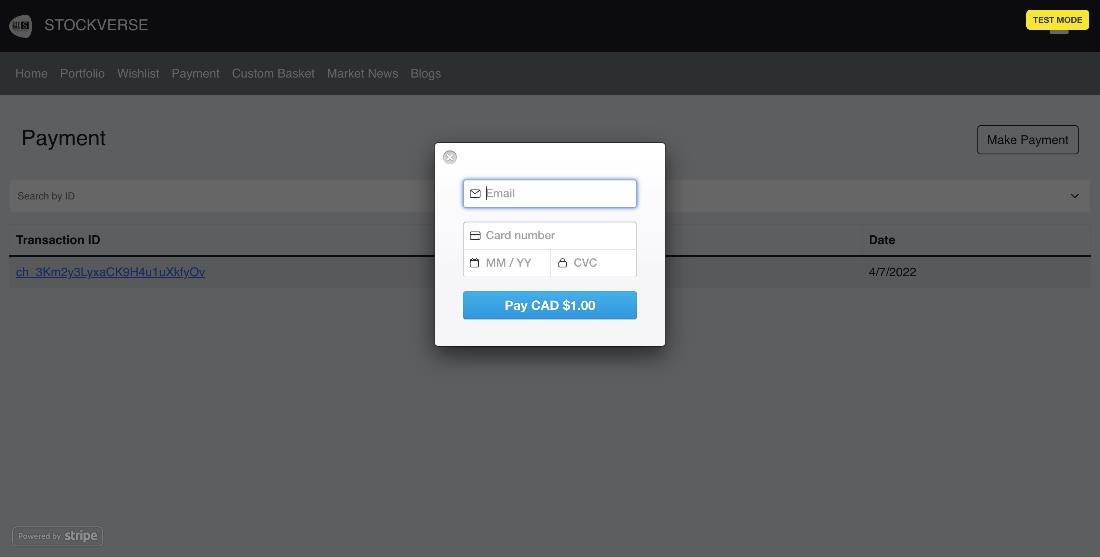 STOCKVERSE
TEST MODE
Home Portfolio Wishlist Payment Custom Basket Market News Blogs
Payment
Make Payment
Search by ID
Transaction ID Date
ch_3Km2y3LyxaCK9H4u1uXkfyOv 4/7/2022
Email
Card number
MM / YY CVC
Pay CAD $1.00
Powered by stripe